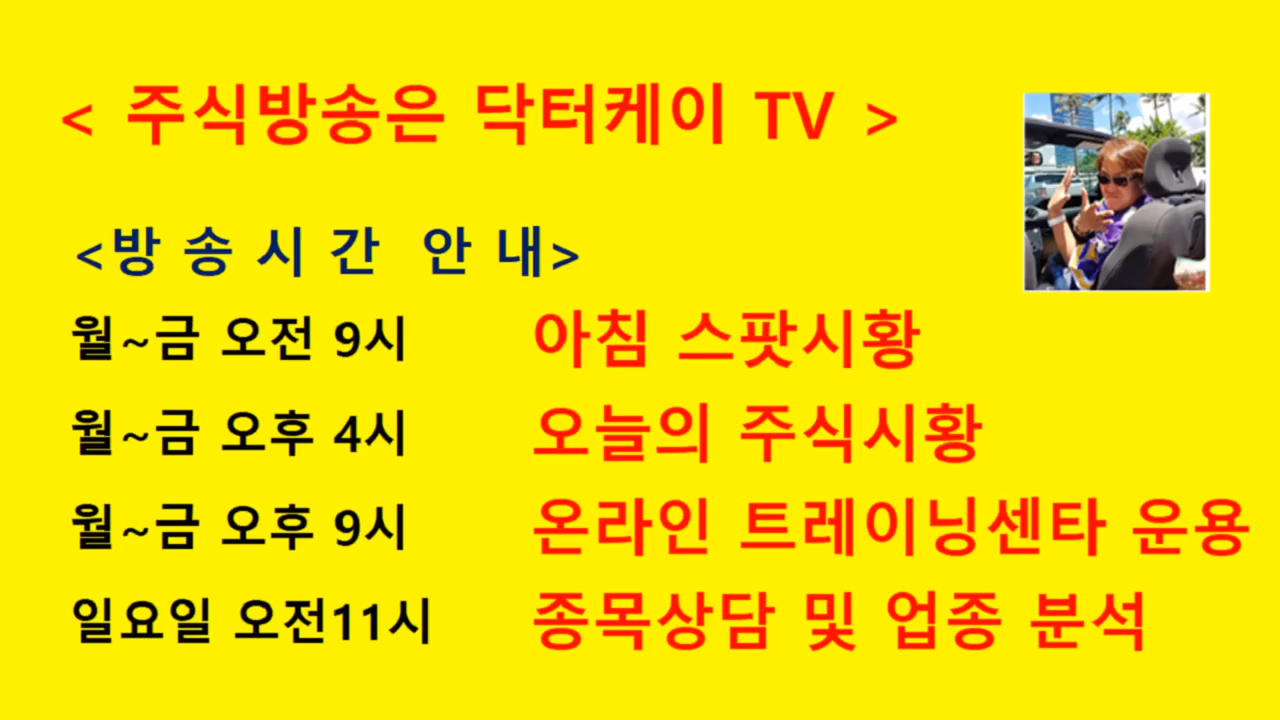 < 주식방송은 닥터케이 TV >
<방 송 시 간 안 내>
월~금 오전 9시 아침 스팟시황
월~금 오후 4시 오늘의 주식시황
월~금 오후 9시 온라인 트레이닝센타 운용
일요일 오전11시 종목상담 및 업종 분석